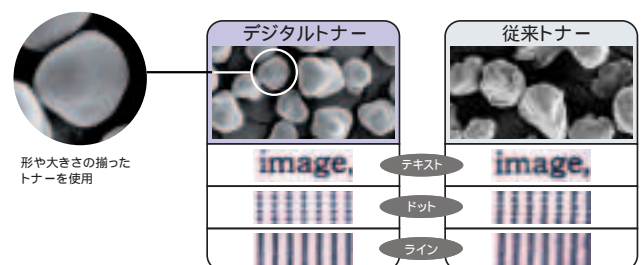 デジタルトナー
従来トナー
形や大きさの揃った
トナーを使用
image,
テキスト
image,
ドット
ライン